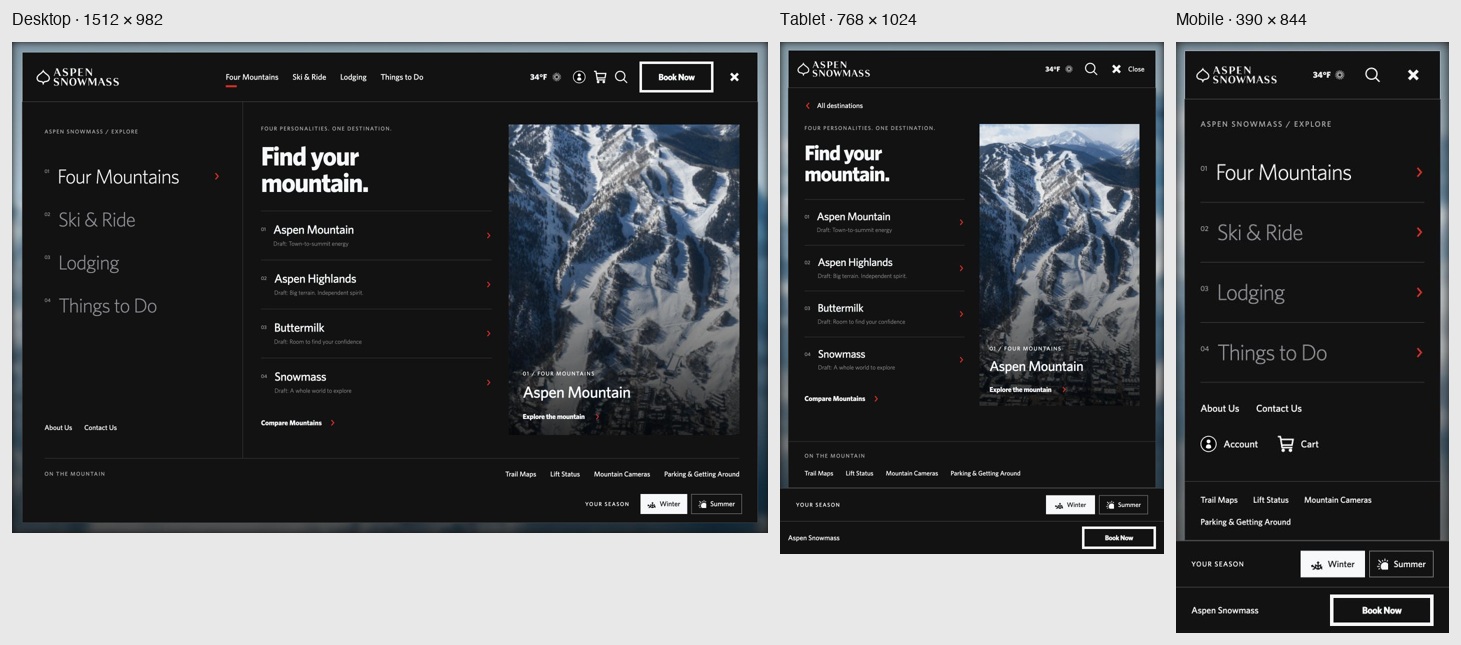 Desktop · 1512 × 982
ASPEN
SNOWMASS
Four Mountains
Ski & Ride
Lodging
Things to Do
34°F
Book Now
ASPEN SNOWMASS / EXPLORE
01 Four Mountains
02 Ski & Ride
03 Lodging
04 Things to Do
About Us
Contact Us
FOUR PERSONALITIES. ONE DESTINATION.
Find your
mountain.
01 Aspen Mountain
Draft: Town-to-summit energy
02 Aspen Highlands
Draft: Big terrain. Independent spirit.
03 Buttermilk
Draft: Room to find your confidence
04 Snowmass
Draft: A whole world to explore
Compare Mountains
01 / FOUR MOUNTAINS
Aspen Mountain
Explore the mountain
ON THE MOUNTAIN
Trail Maps
Lift Status
Mountain Cameras
Parking & Getting Around
YOUR SEASON
Winter
Summer
Tablet · 768 × 1024
ASPEN
SNOWMASS
34°F
Close
All destinations
FOUR PERSONALITIES. ONE DESTINATION.
Find your
mountain.
01 Aspen Mountain
Draft: Town-to-summit energy
02 Aspen Highlands
Draft: Big terrain. Independent spirit.
03 Buttermilk
Draft: Room to find your confidence
04 Snowmass
Draft: A whole world to explore
Compare Mountains
01 / FOUR MOUNTAINS
Aspen Mountain
Explore the mountain
ON THE MOUNTAIN
Trail Maps
Lift Status
Mountain Cameras
Parking & Getting Around
YOUR SEASON
Winter
Summer
Aspen Snowmass
Book Now
Mobile · 390 × 844
ASPEN
SNOWMASS
34°F
ASPEN SNOWMASS / EXPLORE
01 Four Mountains
02 Ski & Ride
03 Lodging
04 Things to Do
About Us
Contact Us
Account
Cart
Trail Maps
Lift Status
Mountain Cameras
Parking & Getting Around
YOUR SEASON
Winter
Summer
Aspen Snowmass
Book Now